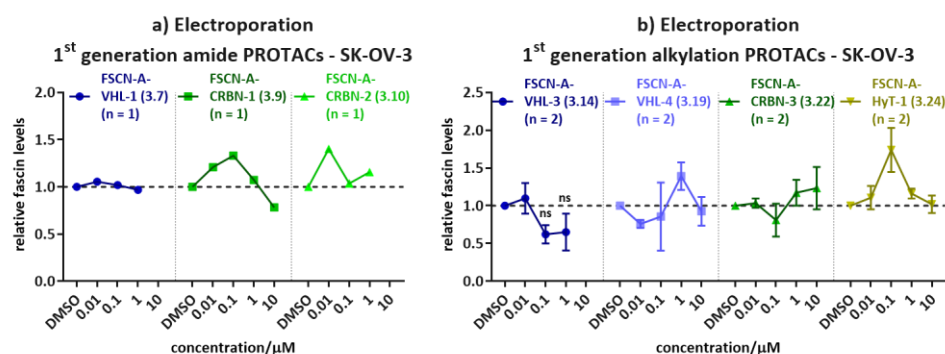 a) Electroporation
1st generation amide PROTACs - SK-OV-3
FSCN-A-
VHL-1 (3.7)
(n = 1)
FSCN-A-
CRBN-1 (3.9)
(n = 1)
FSCN-A-
CRBN-2 (3.10)
(n = 1)
relative fascin levels
2.0
1.5
1.0
0.5
0.0
DMSO
0.01
0.1
1
10
DMSO
0.01
0.1
1
10
DMSO
0.01
0.1
1
10
concentration/µM
b) Electroporation
1st generation alkylation PROTACs - SK-OV-3
FSCN-A-
VHL-3 (3.14)
(n = 2)
FSCN-A-
VHL-4 (3.19)
(n = 2)
FSCN-A-
CRBN-3 (3.22)
(n = 2)
FSCN-A-
HyT-1 (3.24)
(n = 2)
relative fascin levels
2.5
2.0
1.5
1.0
0.5
0.0
ns
ns
DMSO
0.01
0.1
1
10
DMSO
0.01
0.1
1
10
DMSO
0.01
0.1
1
10
DMSO
0.01
0.1
1
10
concentration/µM